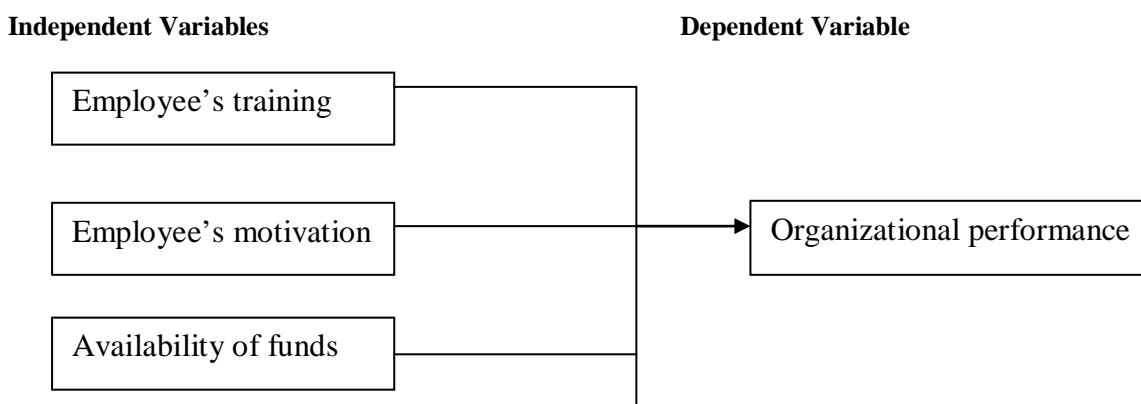 Independent Variables
Dependent Variable
Employee’s training
Employee’s motivation
Organizational performance
Availability of funds